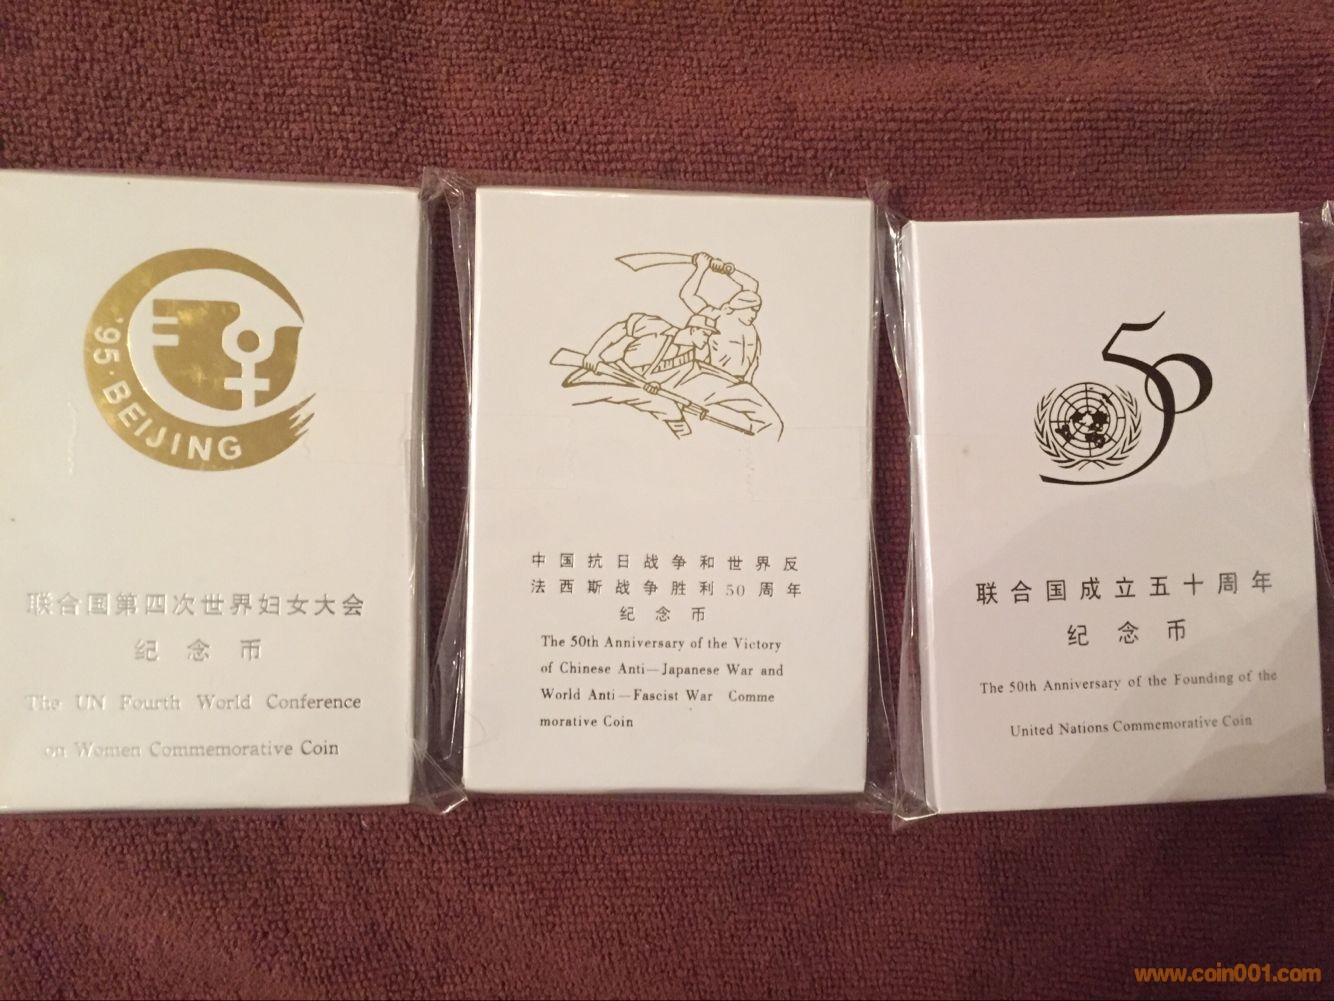 '95·BEIJING
联合国第四次世界妇女大会
纪念币
The UN Fourth World Conference
on Women Commemorative Coin
中国抗日战争和世界反
法西斯战争胜利50周年
纪念币
The 50th Anniversary of the Victory
of Chinese Anti—Japanese War and
World Anti—Fascist War Comme
morative Coin
50
联合国成立五十周年
纪念币
The 50th Anniversary of the Founding of the
United Nations Commemorative Coin
www.coin001.com